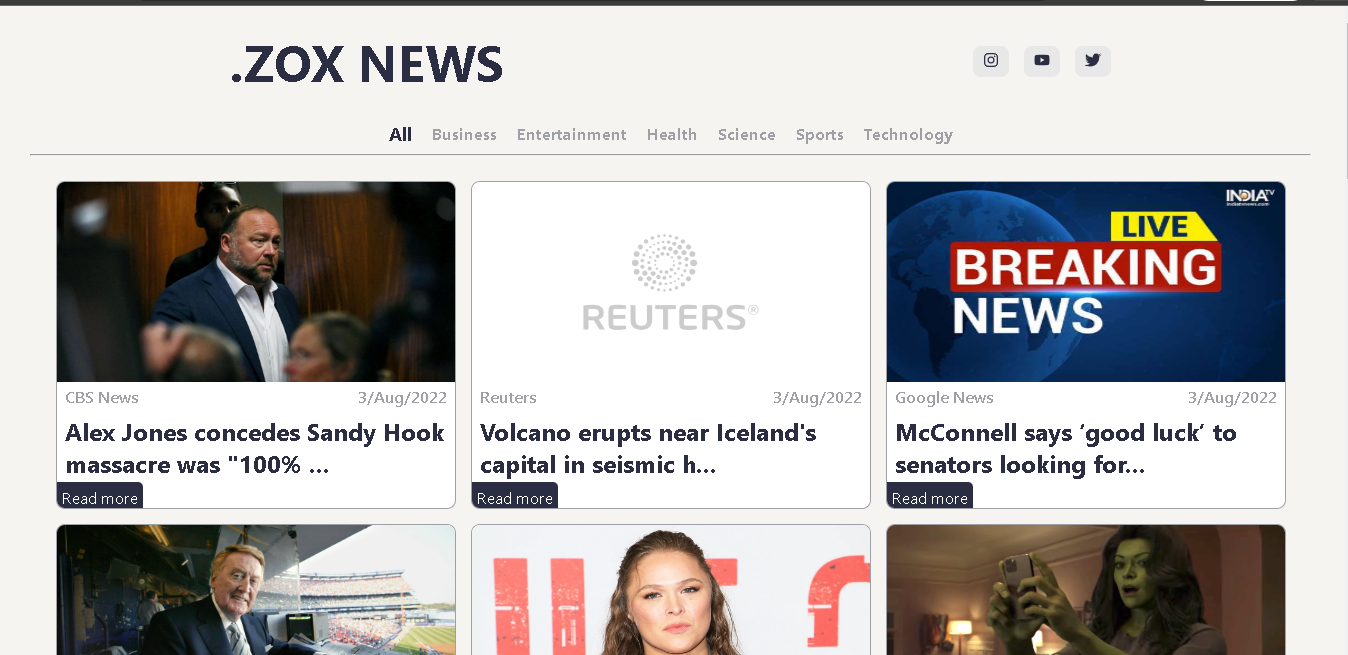 .ZOX NEWS
All Business Entertainment Health Science Sports Technology
REUTERS®
INDIA TV
indiatvnews.com
LIVE
BREAKING
NEWS
CBS News 3/Aug/2022
Alex Jones concedes Sandy Hook
massacre was "100% ...
Read more
Reuters 3/Aug/2022
Volcano erupts near Iceland's
capital in seismic h...
Read more
Google News 3/Aug/2022
McConnell says ‘good luck’ to
senators looking for...
Read more